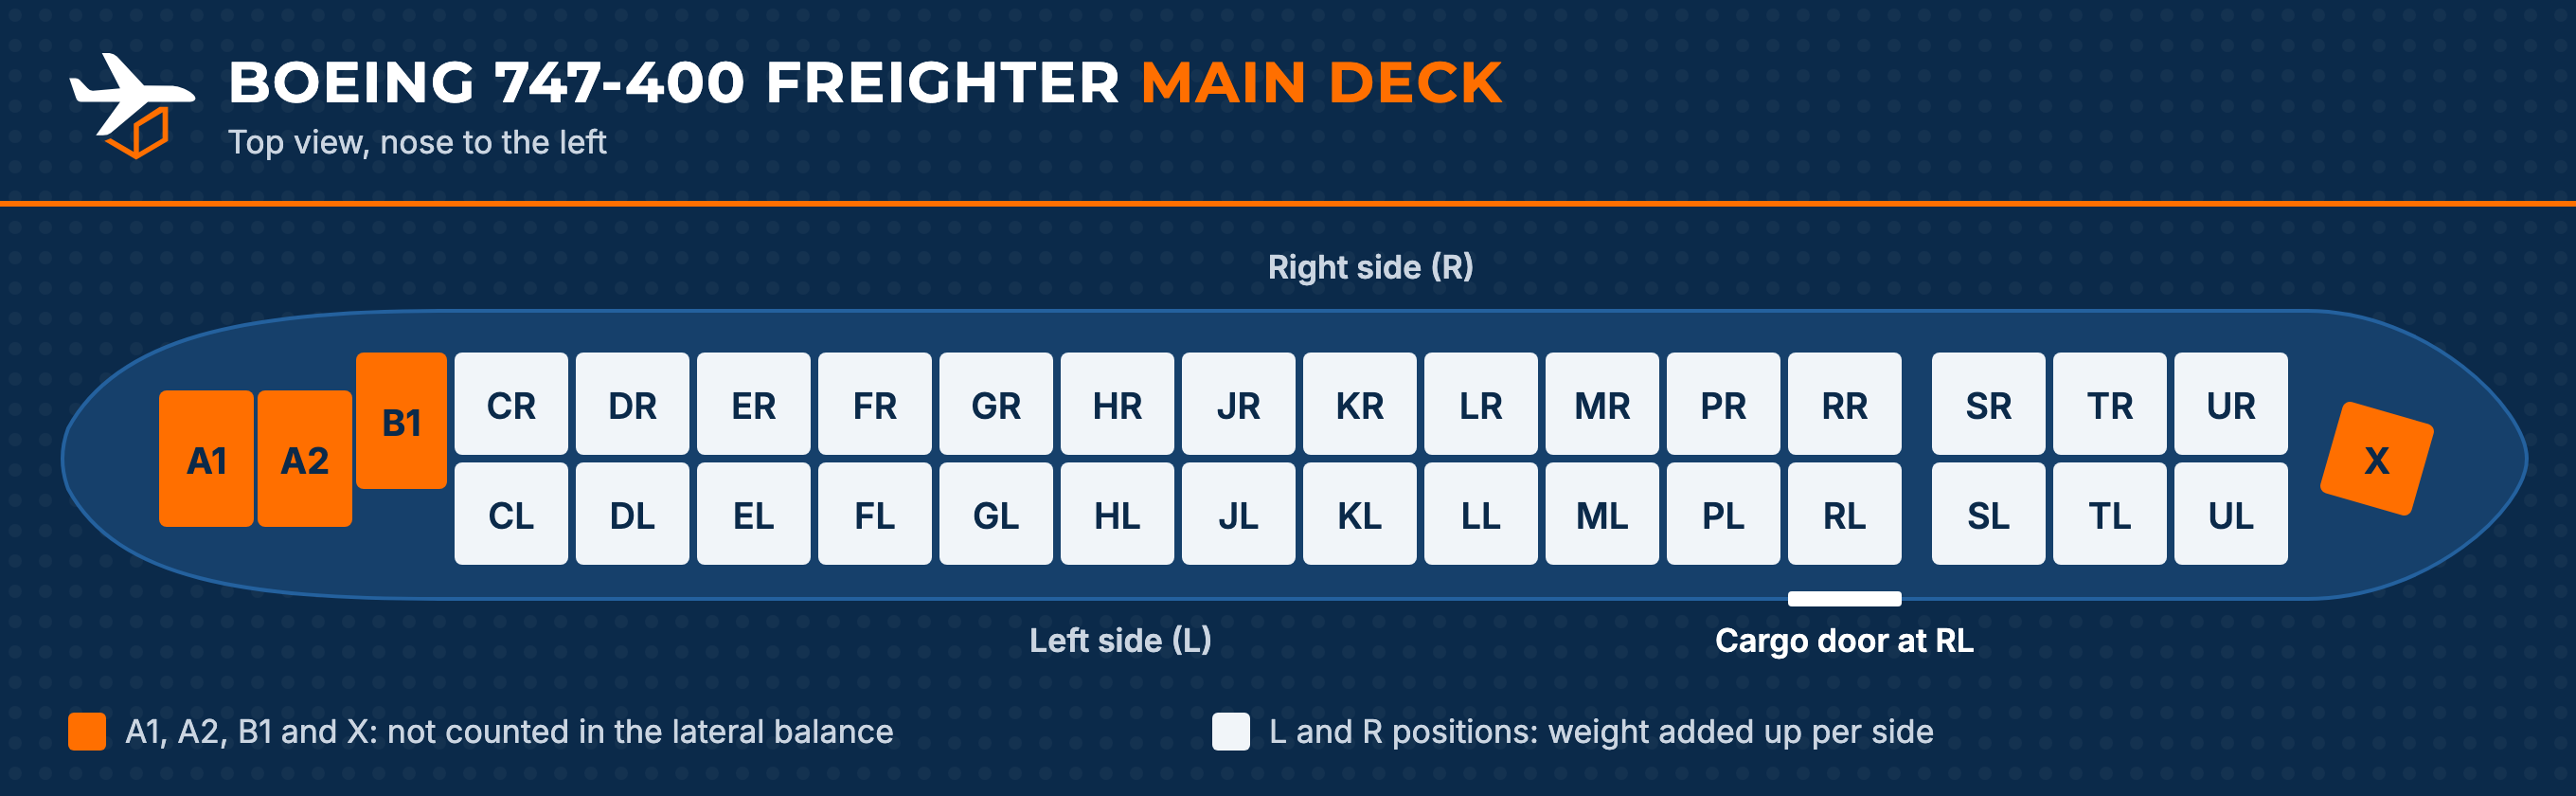 BOEING 747-400 FREIGHTER MAIN DECK
Top view, nose to the left
Right side (R)
A1 A2 B1 CR DR ER FR GR HR JR KR LR MR PR RR SR TR UR X
CL DL EL FL GL HL JL KL LL ML PL RL SL TL UL
Left side (L) Cargo door at RL
A1, A2, B1 and X: not counted in the lateral balance
L and R positions: weight added up per side